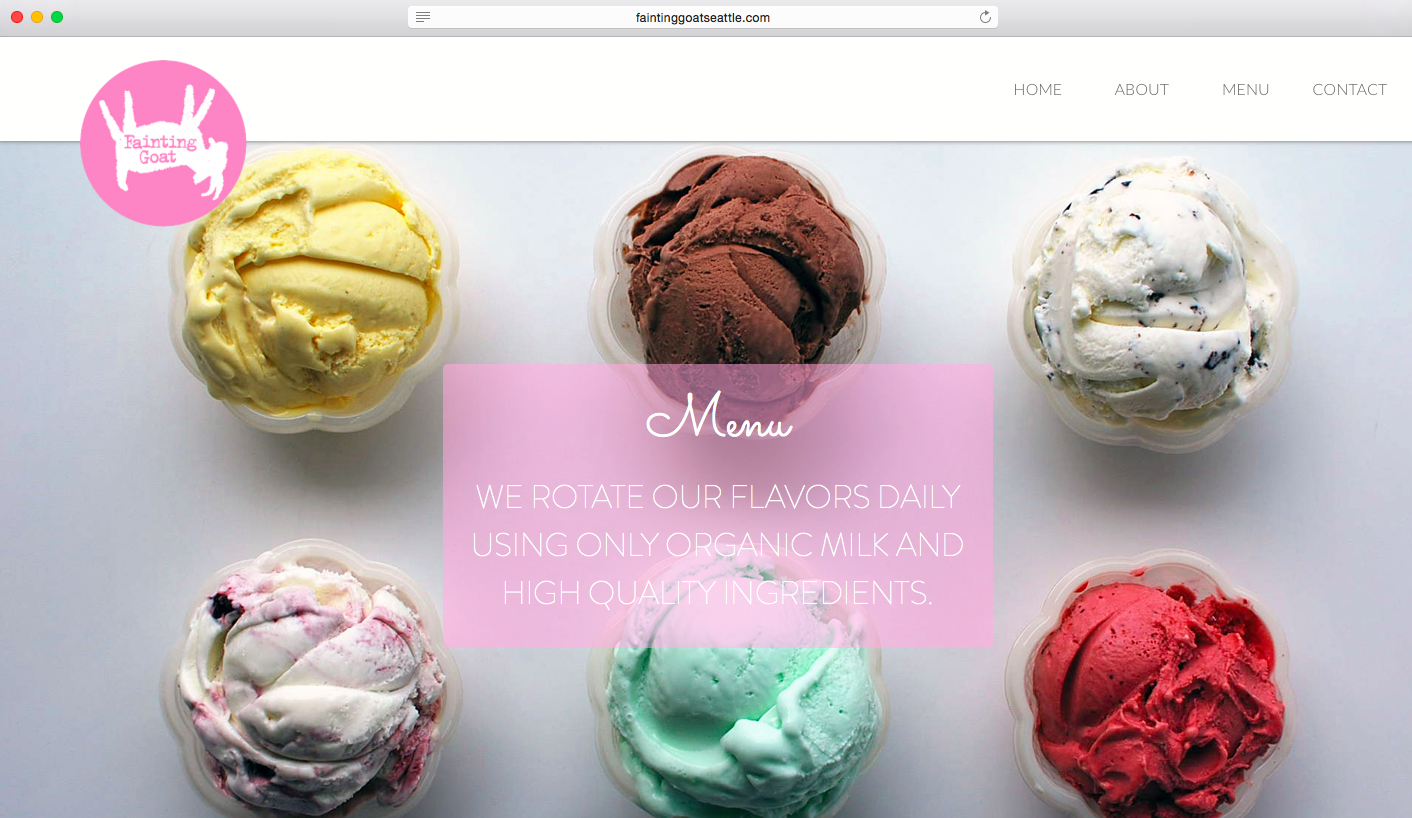 faintinggoatseattle.com
HOME ABOUT MENU CONTACT
Fainting
Goat
Menu
WE ROTATE OUR FLAVORS DAILY
USING ONLY ORGANIC MILK AND
HIGH QUALITY INGREDIENTS.